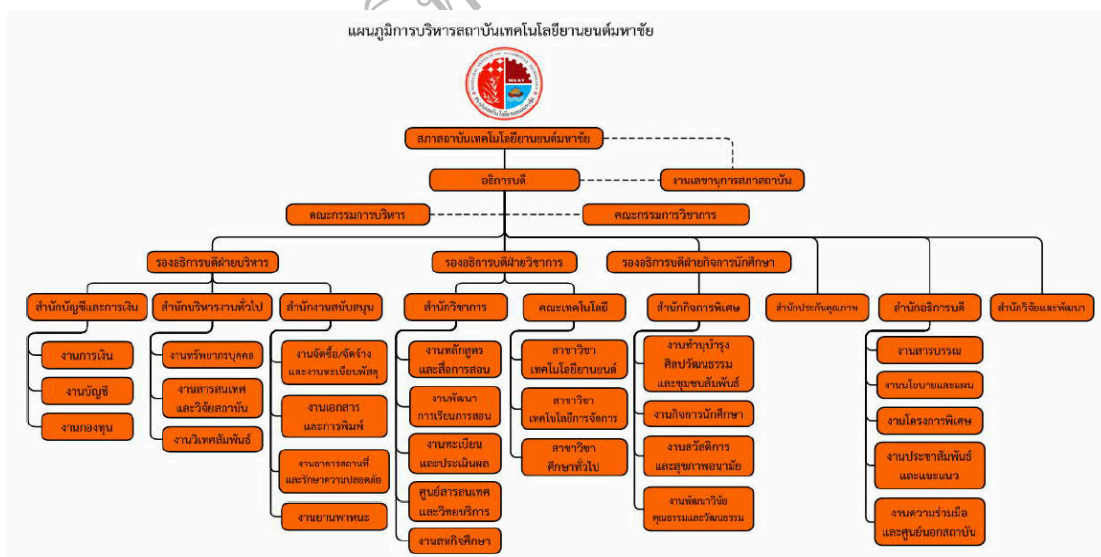 แผนภูมิการบริหารสถาบันเทคโนโลยียานยนต์มหาชัย
สภาสถาบันเทคโนโลยียานยนต์มหาชัย
อธิการบดี
งานเลขานุการสภาสถาบัน
คณะกรรมการบริหาร
คณะกรรมการวิชาการ
รองอธิการบดีฝ่ายบริหาร
รองอธิการบดีฝ่ายวิชาการ
รองอธิการบดีฝ่ายกิจการนักศึกษา
สำนักบัญชีและการเงิน
สำนักบริหารงานทั่วไป
สำนักงานสนับสนุน
สำนักวิชาการ
คณะเทคโนโลยี
สำนักกิจการพิเศษ
สำนักประกันคุณภาพ
สำนักอธิการบดี
สำนักวิจัยและพัฒนา
งานการเงิน
งานบัญชี
งานกองทุน
งานทรัพยากรบุคคล
งานสารสนเทศ
และวิจัยสถาบัน
งานวิเทศสัมพันธ์
งานจัดซื้อ/จัดจ้าง
และงานทะเบียนพัสดุ
งานเอกสาร
และการพิมพ์
งานอาคารสถานที่
และรักษาความปลอดภัย
งานยานพาหนะ
งานหลักสูตร
และสื่อการสอน
งานพัฒนา
การเรียนการสอน
งานทะเบียน
และประเมินผล
ศูนย์สารสนเทศ
และวิทยบริการ
งานสหกิจศึกษา
สาขาวิชา
เทคโนโลยียานยนต์
สาขาวิชา
เทคโนโลยีการจัดการ
สาขาวิชา
ศึกษาทั่วไป
งานทำนุบำรุง
ศิลปวัฒนธรรม
และชุมชนสัมพันธ์
งานกิจการนักศึกษา
งานสวัสดิการ
และสุขภาพอนามัย
งานพัฒนาวินัย
คุณธรรมและวัฒนธรรม
งานสารบรรณ
งานนโยบายและแผน
งานโครงการพิเศษ
งานประชาสัมพันธ์
และแนะแนว
งานความร่วมมือ
และศูนย์นอกสถาบัน